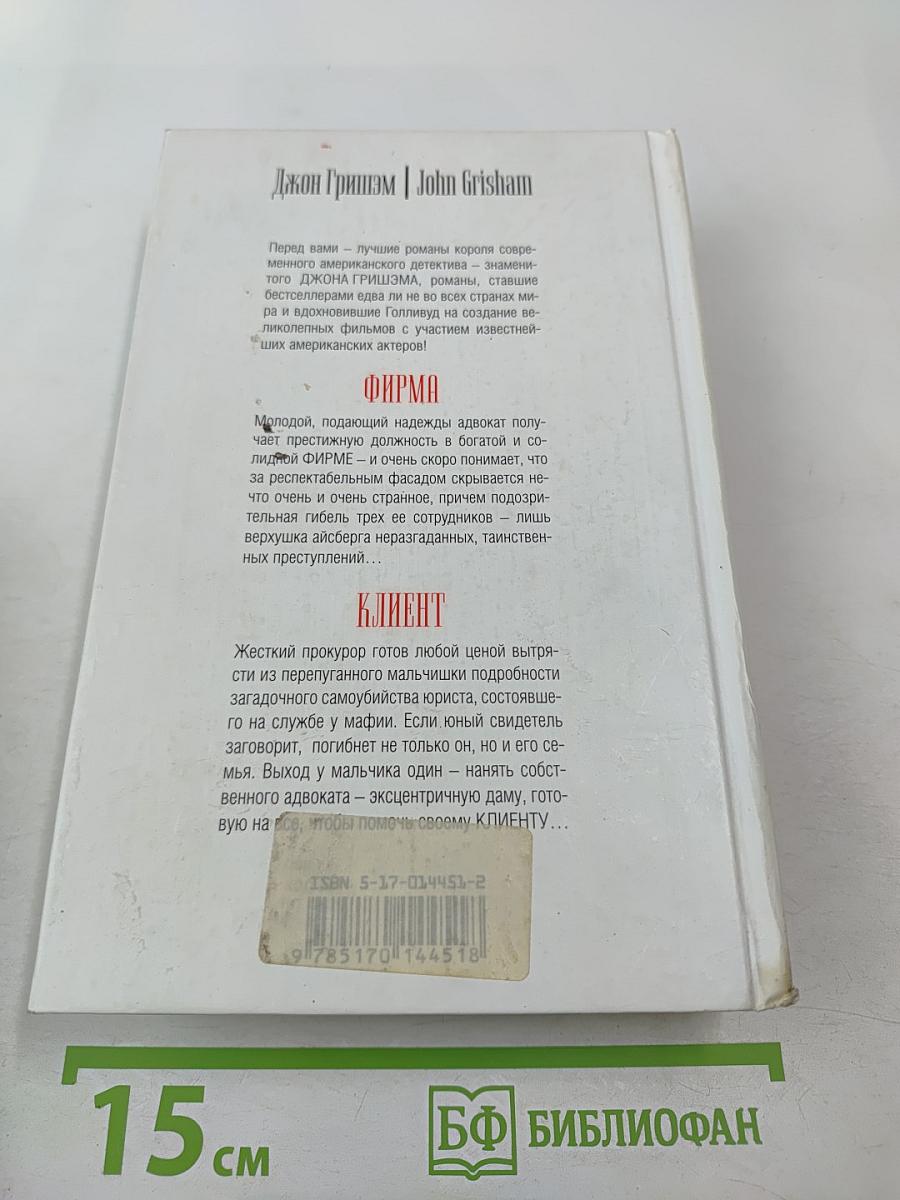 Джон Гришэм | John Grisham
Перед вами – лучшие романы короля совре-
менного американского детектива – знамени-
того ДЖОНА ГРИШЭМА, романы, ставшие
бестселлерами едва ли не во всех странах ми-
ра и вдохновившие Голливуд на создание ве-
ликолепных фильмов с участием известней-
ших американских актеров!
ФИРМА
Молодой, подающий надежды адвокат полу-
чает престижную должность в богатой и со-
лидной ФИРМЕ – и очень скоро понимает, что
за респектабельным фасадом скрывается не-
что очень и очень странное, причем подозри-
тельная гибель трех ее сотрудников – лишь
верхушка айсберга неразгаданных, таинствен-
ных преступлений...
КЛИЕНТ
Жесткий прокурор готов любой ценой вытря-
сти из перепуганного мальчишки подробности
загадочного самоубийства юриста, состоявше-
го на службе у мафии. Если юный свидетель
заговорит, погибнет не только он, но и его се-
мья. Выход у мальчика один – нанять собст-
венного адвоката – эксцентричную даму, гото-
вую на все, чтобы помочь своему КЛИЕНТУ...
ISBN 5-17-014451-2
9 785170 144518
15 см
БФ БИБЛИОФАН